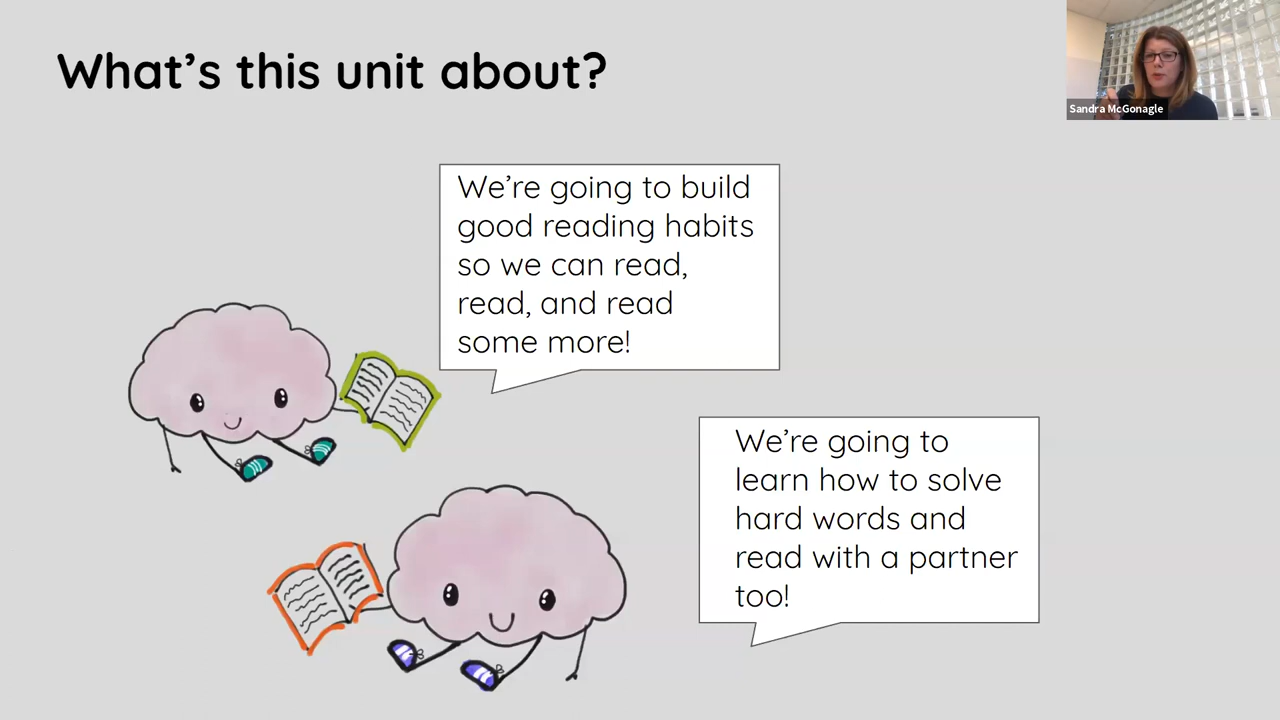 What’s this unit about?
Sandra McGonagle
We’re going to build
good reading habits
so we can read,
read, and read
some more!
We’re going to
learn how to solve
hard words and
read with a partner
too!